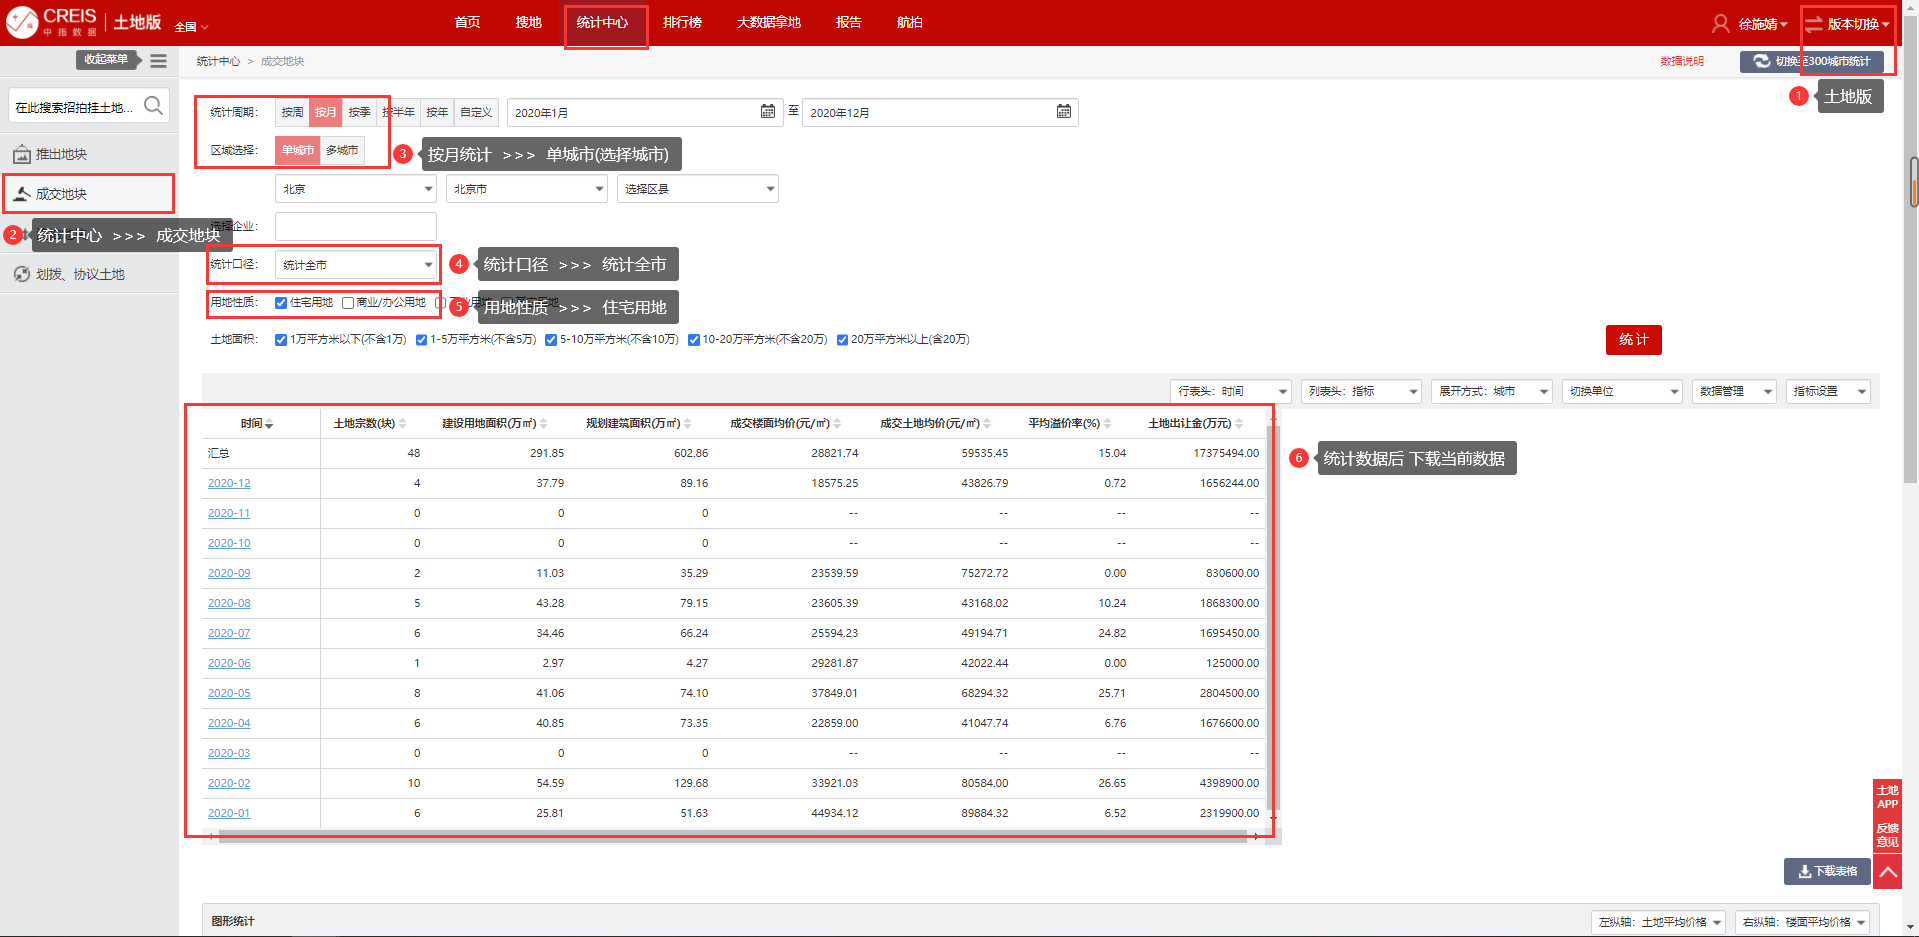 CREIS 中指数据 土地版 全国
首页 搜地 统计中心 排行榜 大数据拿地 报告 航拍
徐施婧 版本切换
收起菜单
统计中心 > 成交地块
数据说明 切换至300城市统计
1 土地版
在此搜索招拍挂土地...
推出地块
成交地块
2 统计中心 >>> 成交地块
划拨、协议土地
统计周期： 按周 按月 按季 按半年 按年 自定义 2020年1月 至 2020年12月
区域选择： 单城市 多城市
3 按月统计 >>> 单城市(选择城市)
北京 北京市 选择区县
选择企业：
统计口径： 统计全市
4 统计口径 >>> 统计全市
用地性质： 住宅用地 商业/办公用地
5 用地性质 >>> 住宅用地
土地面积： 1万平方米以下(不含1万) 1-5万平方米(不含5万) 5-10万平方米(不含10万) 10-20万平方米(不含20万) 20万平方米以上(含20万)
统 计
行表头：时间 列表头：指标 展开方式：城市 切换单位 数据管理 指标设置
时间 土地宗数(块) 建设用地面积(万㎡) 规划建筑面积(万㎡) 成交楼面均价(元/㎡) 成交土地均价(元/㎡) 平均溢价率(%) 土地出让金(万元)
汇总 48 291.85 602.86 28821.74 59535.45 15.04 17375494.00
2020-12 4 37.79 89.16 18575.25 43826.79 0.72 1656244.00
2020-11 0 0 0 -- -- -- --
2020-10 0 0 0 -- -- -- --
2020-09 2 11.03 35.29 23539.59 75272.72 0.00 830600.00
2020-08 5 43.28 79.15 23605.39 43168.02 10.24 1868300.00
2020-07 6 34.46 66.24 25594.23 49194.71 24.82 1695450.00
2020-06 1 2.97 4.27 29281.87 42022.44 0.00 125000.00
2020-05 8 41.06 74.10 37849.01 68294.32 25.71 2804500.00
2020-04 6 40.85 73.35 22859.00 41047.74 6.76 1676600.00
2020-03 0 0 0 -- -- -- --
2020-02 10 54.59 129.68 33921.03 80584.00 26.65 4398900.00
2020-01 6 25.81 51.63 44934.12 89884.32 6.52 2319900.00
6 统计数据后 下载当前数据
土地
APP
反馈
意见
下载表格
图形统计 左纵轴：土地平均价格 右纵轴：楼面平均价格